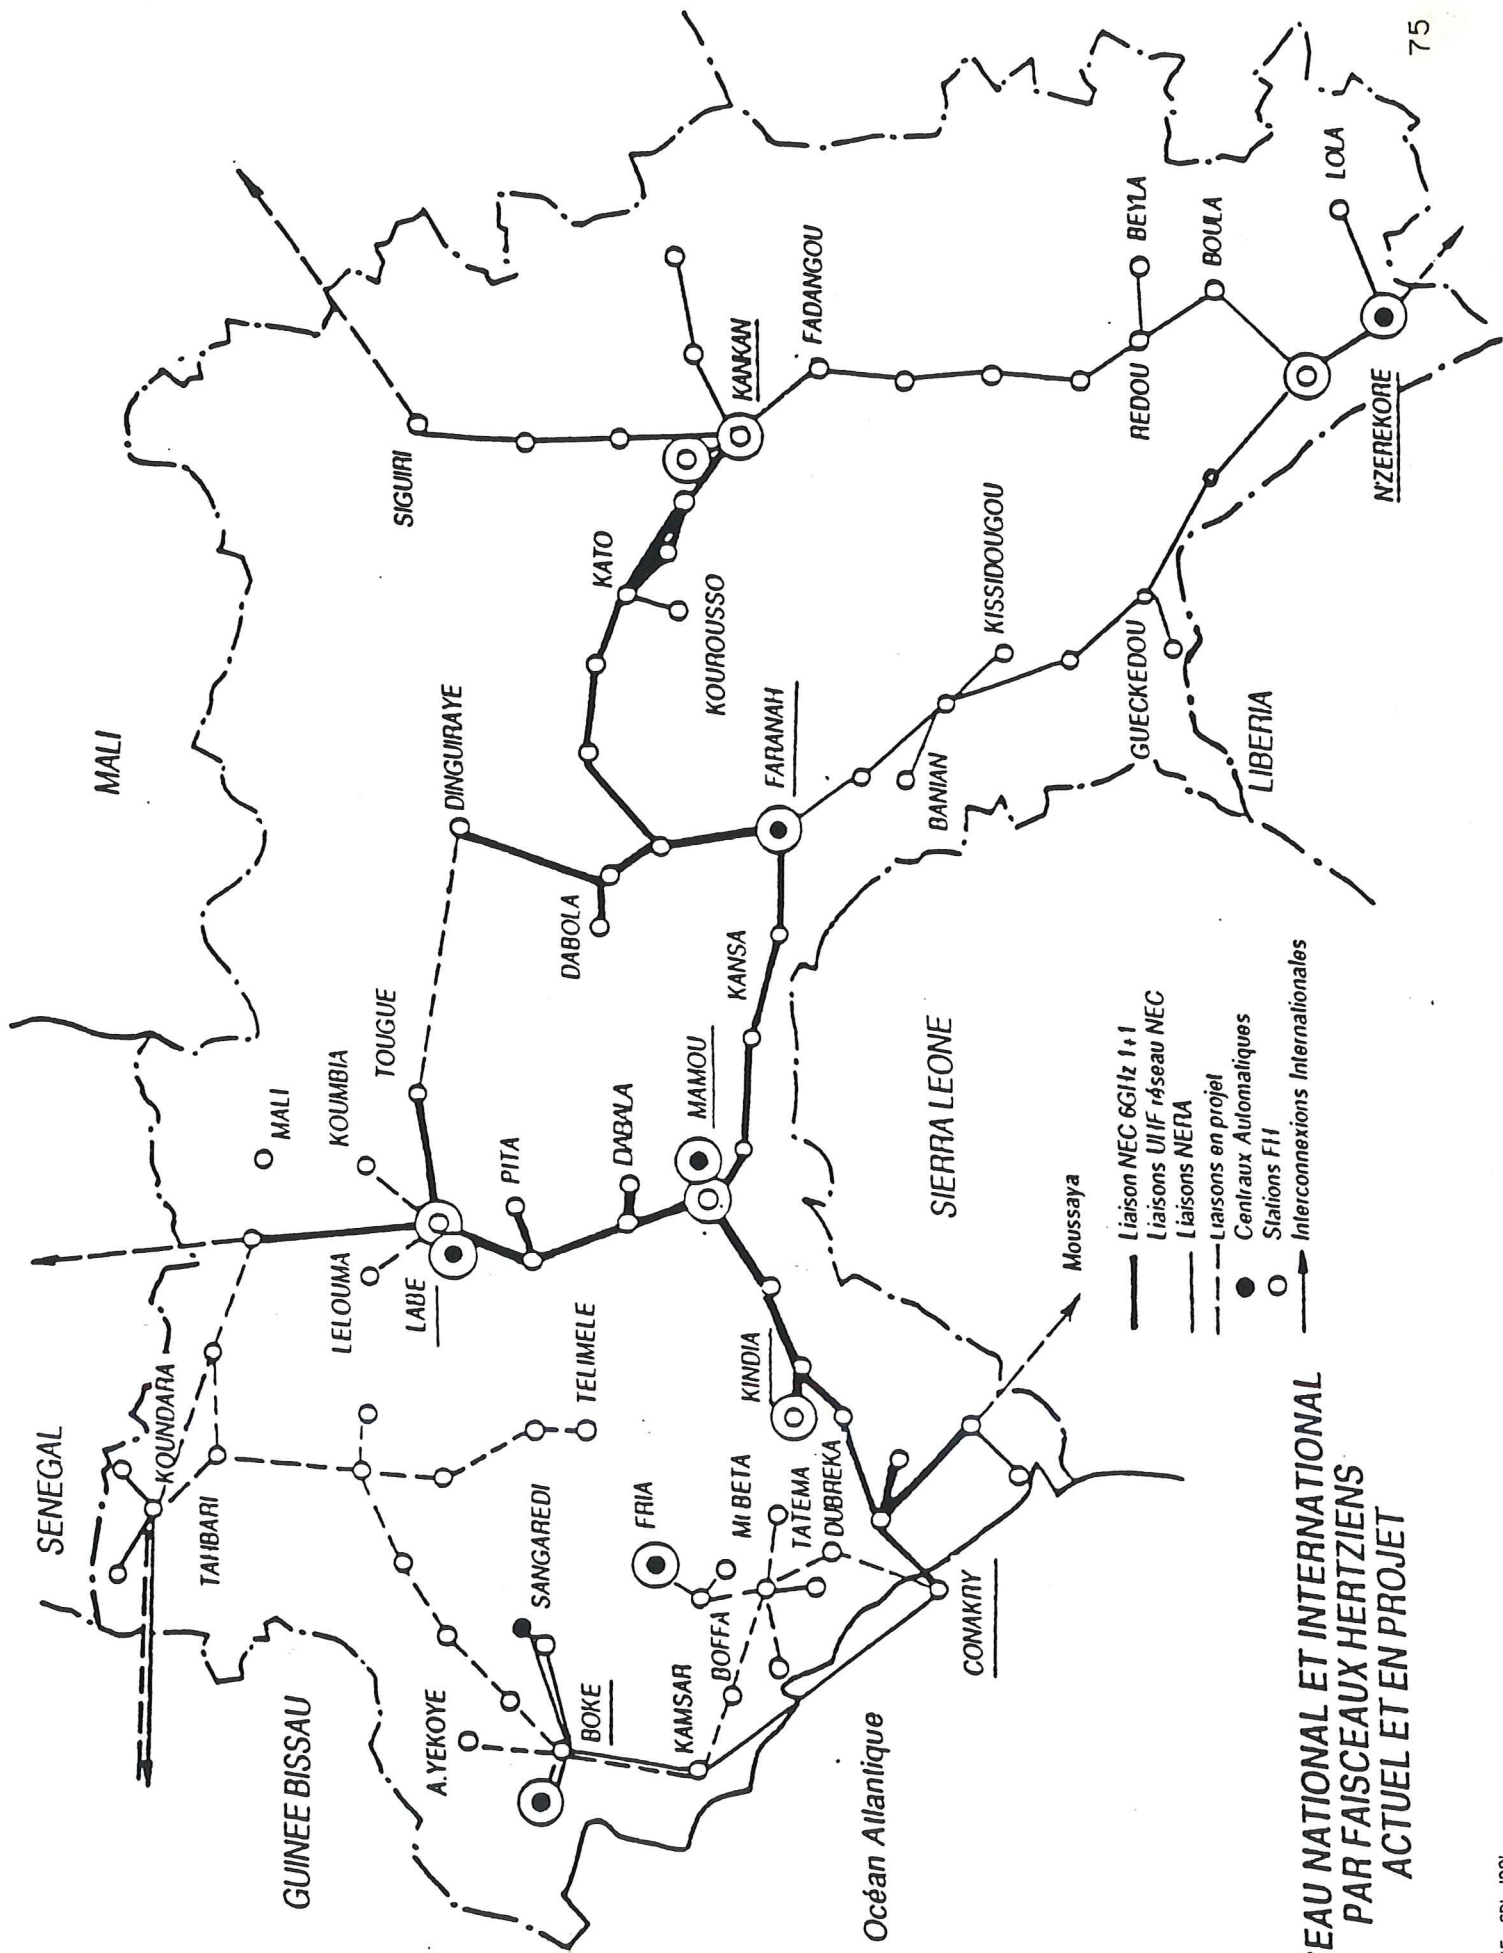 75
MALI
SENEGAL
GUINEE BISSAU
SIERRA LEONE
LIBERIA
Océan Atlantique
KOUNDARA
TAHBARI
MALI
KOUMBIA
TOUGUE
LELOUMA
LABE
PITA
TELIMELE
DABALA
MAMOU
KINDIA
KANSA
DINGUIRAYE
DABOLA
FARANAH
SIGUIRI
KATO
KOUROUSSO
KANKAN
FADANGOU
BANIAN
KISSIDOUGOU
GUECKEDOU
REDOU
BEYLA
BOULA
LOLA
N'ZEREKORE
A.YEKOYE
SANGAREDI
BOKE
KAMSAR
BOFFA
FRIA
MI BETA
TATEMA
DUBREKA
CONAKRY
Moussaya
Liaison NEC 6GHz 1+1
Liaisons UHF réseau NEC
Liaisons NERA
Liaisons en projet
Centraux Automatiques
Stations FH
Interconnexions Internationales
EAU NATIONAL ET INTERNATIONAL
PAR FAISCEAUX HERTZIENS
ACTUEL ET EN PROJET